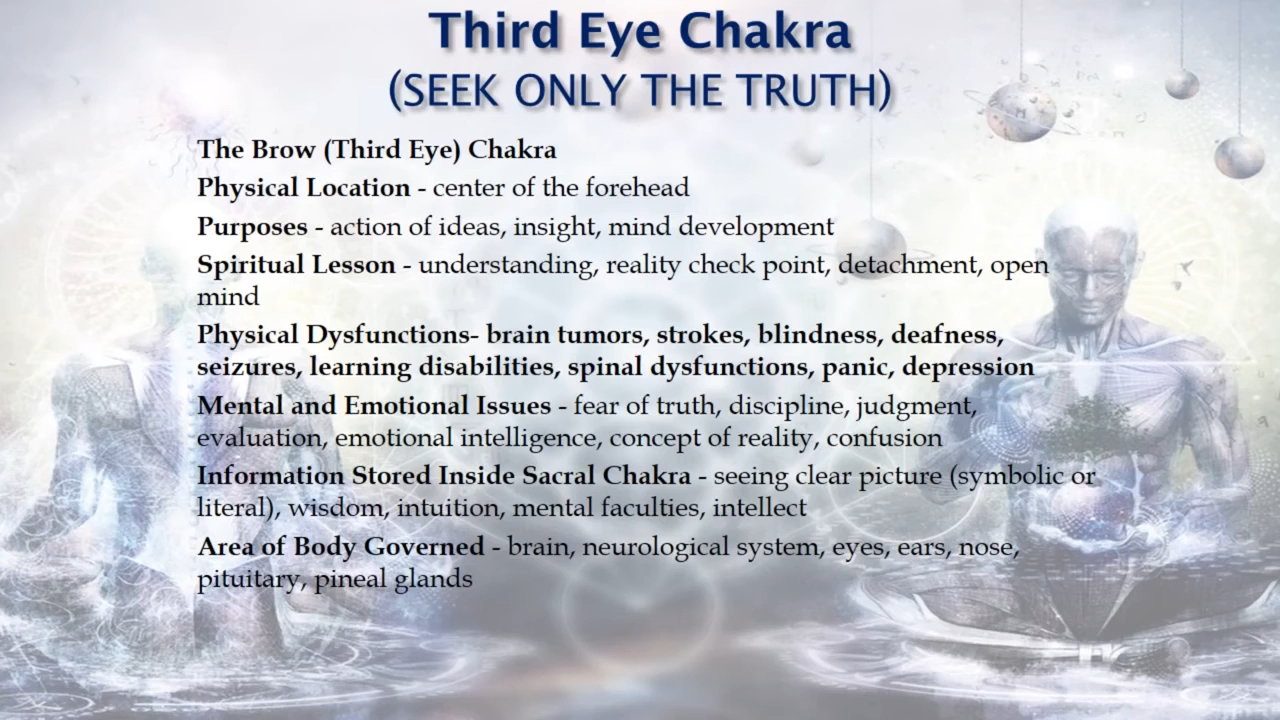 Third Eye Chakra
(SEEK ONLY THE TRUTH)
The Brow (Third Eye) Chakra
Physical Location - center of the forehead
Purposes - action of ideas, insight, mind development
Spiritual Lesson - understanding, reality check point, detachment, open
mind
Physical Dysfunctions- brain tumors, strokes, blindness, deafness,
seizures, learning disabilities, spinal dysfunctions, panic, depression
Mental and Emotional Issues - fear of truth, discipline, judgment,
evaluation, emotional intelligence, concept of reality, confusion
Information Stored Inside Sacral Chakra - seeing clear picture (symbolic or
literal), wisdom, intuition, mental faculties, intellect
Area of Body Governed - brain, neurological system, eyes, ears, nose,
pituitary, pineal glands